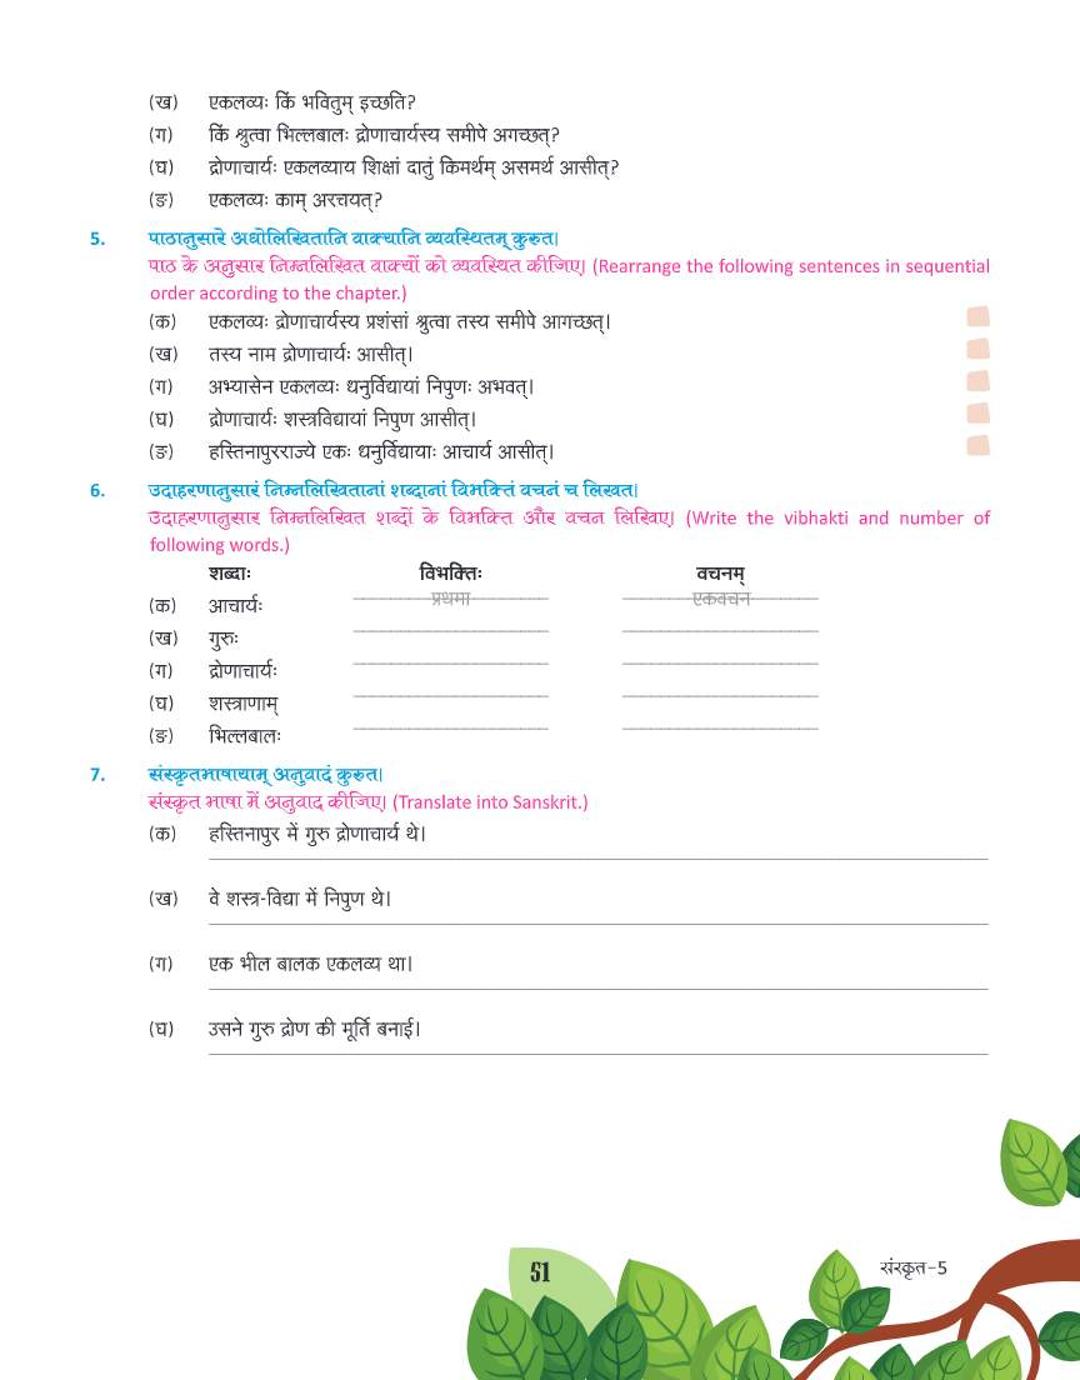 (ख) एकलव्यः किं भवितुम् इच्छति?
(ग) किं श्रुत्वा भिल्लबालः द्रोणाचार्यस्य समीपे अगच्छत्?
(घ) द्रोणाचार्यः एकलव्याय शिक्षां दातुं किमर्थम् असमर्थ आसीत्?
(ङ) एकलव्यः काम् अरचयत्?
5. पाठानुसारे अधोलिखितानि वाक्यानि व्यवस्थितम् कुरुत।
पाठ के अनुसार निम्नलिखित वाक्यों को व्यवस्थित कीजिए। (Rearrange the following sentences in sequential
order according to the chapter.)
(क) एकलव्यः द्रोणाचार्यस्य प्रशंसां श्रुत्वा तस्य समीपे आगच्छत्।
(ख) तस्य नाम द्रोणाचार्यः आसीत्।
(ग) अभ्यासेन एकलव्यः धनुर्विद्यायां निपुणः अभवत्।
(घ) द्रोणाचार्यः शस्त्रविद्यायां निपुण आसीत्।
(ङ) हस्तिनापुरराज्ये एकः धनुर्विद्यायाः आचार्य आसीत्।
6. उदाहरणानुसारं निम्नलिखितानां शब्दानां विभक्तिं वचनं च लिखत।
उदाहरणानुसार निम्नलिखित शब्दों के विभक्ति और वचन लिखिए। (Write the vibhakti and number of
following words.)
शब्दाः विभक्तिः वचनम्
(क) आचार्यः प्रथमा एकवचन
(ख) गुरुः
(ग) द्रोणाचार्यः
(घ) शस्त्राणाम्
(ङ) भिल्लबालः
7. संस्कृतभाषायाम् अनुवादं कुरुत।
संस्कृत भाषा में अनुवाद कीजिए। (Translate into Sanskrit.)
(क) हस्तिनापुर में गुरु द्रोणाचार्य थे।
(ख) वे शस्त्र-विद्या में निपुण थे।
(ग) एक भील बालक एकलव्य था।
(घ) उसने गुरु द्रोण की मूर्ति बनाई।
51
संस्कृत-5